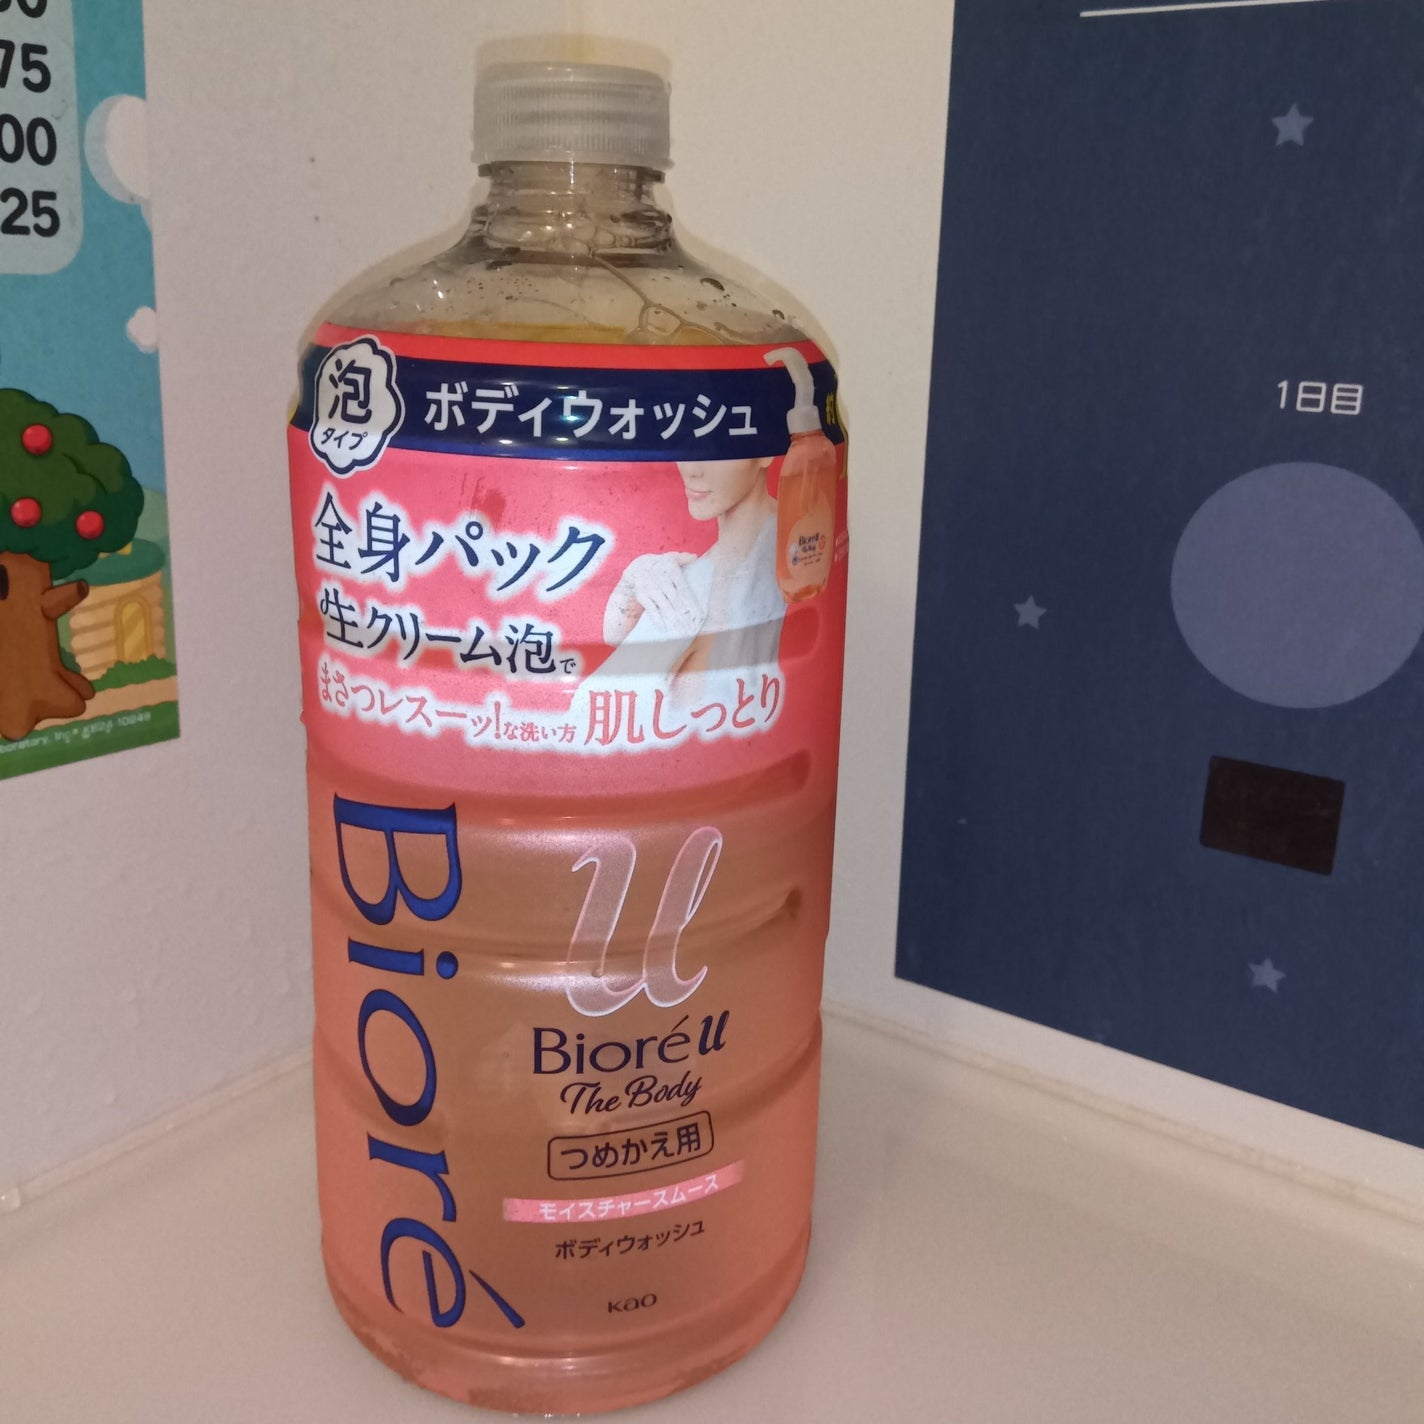 75
00
25
1日目
泡
タイプ
ボディウォッシュ
全身パック
生クリーム泡で
まさつレスーッ!な洗い方 肌しっとり
Bioré
u
Bioré u
The Body
つめかえ用
モイスチャースムース
ボディウォッシュ
Kao